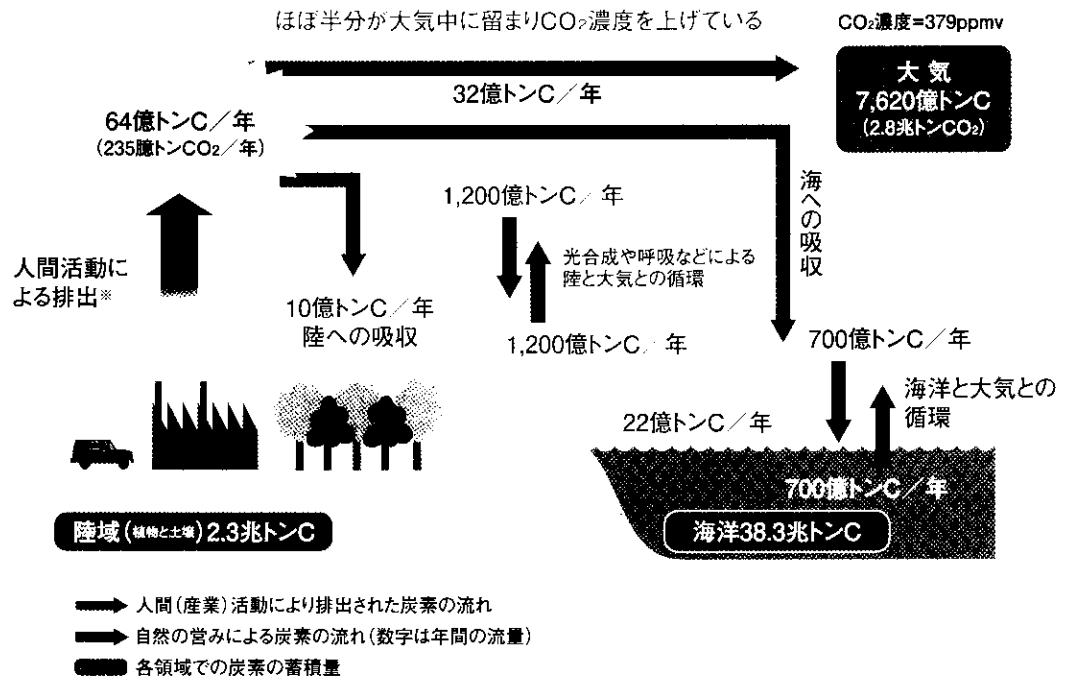 ほぼ半分が大気中に留まりCO₂濃度を上げている
CO₂濃度=379ppmv
大気
7,620億トンC
(2.8兆トンCO₂)
32億トンC/年
64億トンC/年
(235臆トンCO₂/年)
海への吸収
1,200億トンC/年
光合成や呼吸などによる
陸と大気との循環
人間活動に
よる排出※
10億トンC/年
陸への吸収
1,200億トンC/年
700億トンC/年
海洋と大気との
循環
22億トンC/年
700億トンC/年
陸域(植物と土壌)2.3兆トンC
海洋38.3兆トンC
人間(産業)活動により排出された炭素の流れ
自然の営みによる炭素の流れ(数字は年間の流量)
各領域での炭素の蓄積量